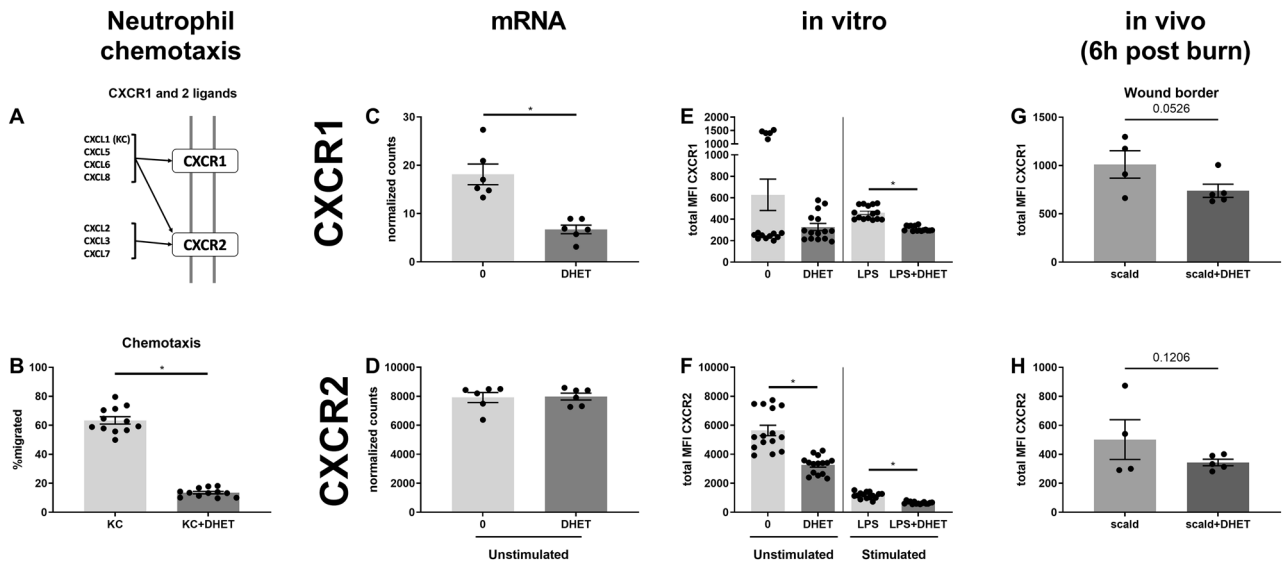 Neutrophil
chemotaxis
mRNA
in vitro
in vivo
(6h post burn)
A
CXCR1 and 2 ligands
CXCL1 (KC)
CXCL5
CXCL6
CXCL8
CXCR1
CXCL2
CXCL3
CXCL7
CXCR2
CXCR1
C
normalized counts
30
20
10
0
*
0
DHET
E
total MFI CXCR1
2000
1500
1000
600
400
200
0
*
0
DHET
LPS
LPS+DHET
G
Wound border
0.0526
total MFI CXCR1
1500
1000
500
0
scald
scald+DHET
B
Chemotaxis
%migrated
100
80
60
40
20
0
*
KC
KC+DHET
CXCR2
D
normalized counts
10000
8000
6000
4000
2000
0
0
DHET
Unstimulated
F
total MFI CXCR2
10000
8000
6000
4000
2000
0
*
*
0
DHET
LPS
LPS+DHET
Unstimulated
Stimulated
H
0.1206
total MFI CXCR2
1000
800
600
400
200
0
scald
scald+DHET